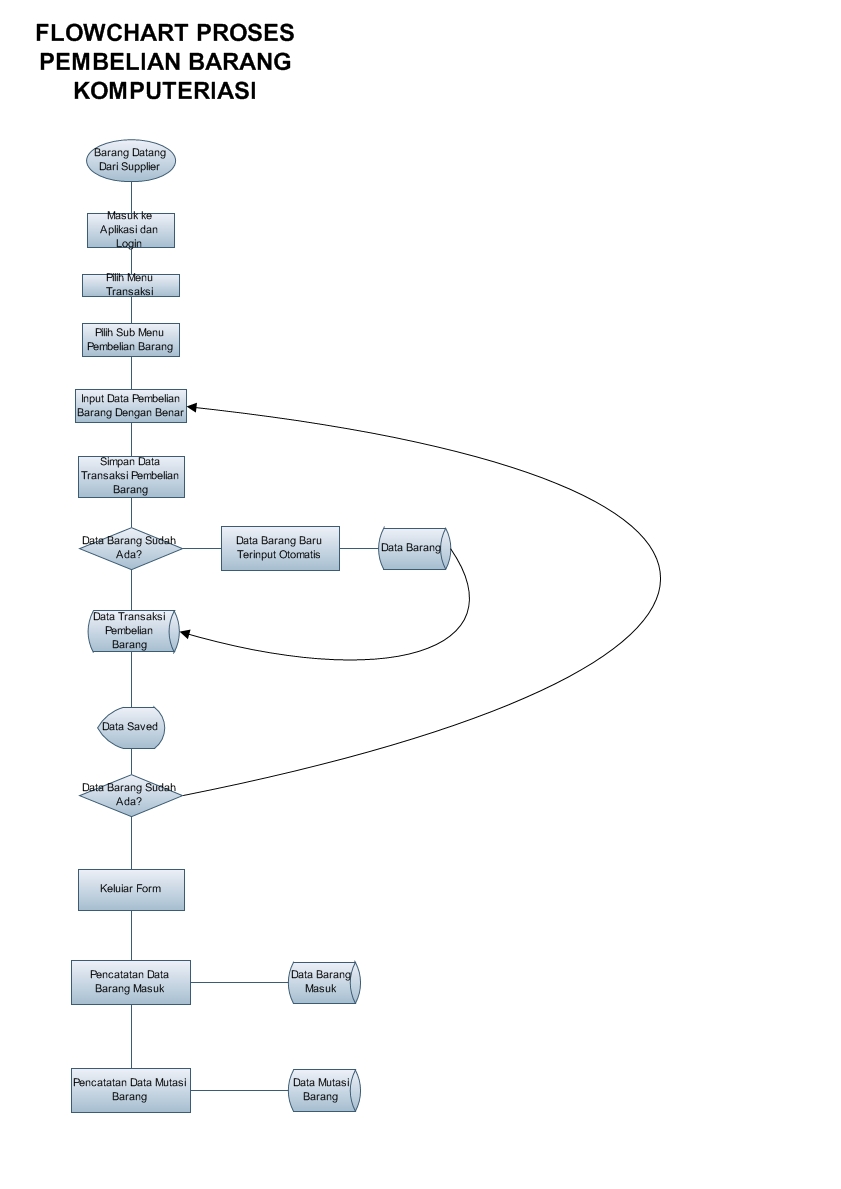 FLOWCHART PROSES
PEMBELIAN BARANG
KOMPUTERIASI
Barang Datang
Dari Supplier
Masuk ke
Aplikasi dan
Login
Pilih Menu
Transaksi
Pilih Sub Menu
Pembelian Barang
Input Data Pembelian
Barang Dengan Benar
Simpan Data
Transaksi Pembelian
Barang
Data Barang Sudah
Ada?
Data Barang Baru
Terinput Otomatis
Data Barang
Data Transaksi
Pembelian
Barang
Data Saved
Data Barang Sudah
Ada?
Keluiar Form
Pencatatan Data
Barang Masuk
Data Barang
Masuk
Pencatatan Data Mutasi
Barang
Data Mutasi
Barang